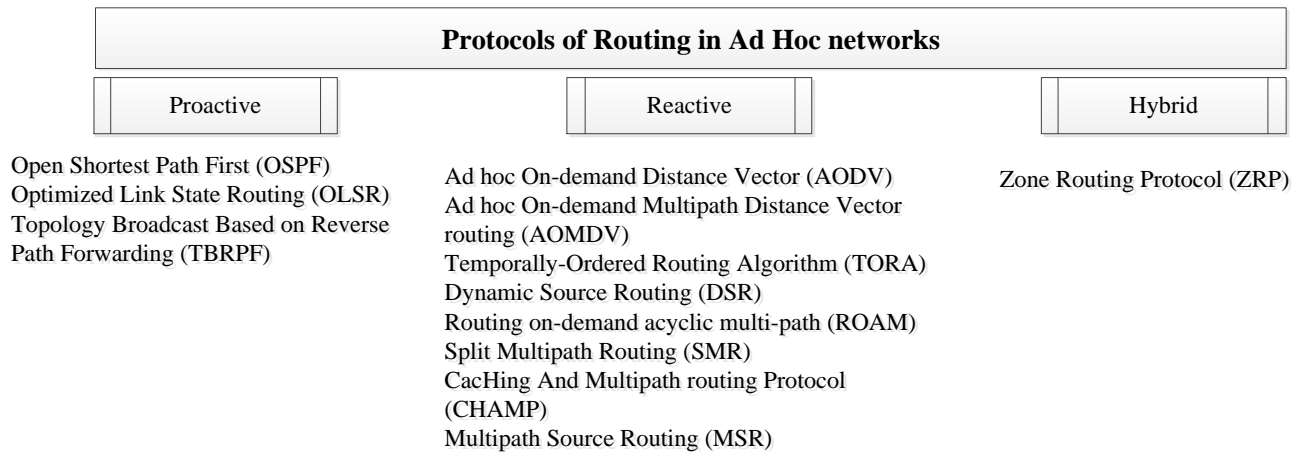 Protocols of Routing in Ad Hoc networks
Proactive
Reactive
Hybrid
Open Shortest Path First (OSPF)
Optimized Link State Routing (OLSR)
Topology Broadcast Based on Reverse
Path Forwarding (TBRPF)
Ad hoc On-demand Distance Vector (AODV)
Ad hoc On-demand Multipath Distance Vector
routing (AOMDV)
Temporally-Ordered Routing Algorithm (TORA)
Dynamic Source Routing (DSR)
Routing on-demand acyclic multi-path (ROAM)
Split Multipath Routing (SMR)
CacHing And Multipath routing Protocol
(CHAMP)
Multipath Source Routing (MSR)
Zone Routing Protocol (ZRP)